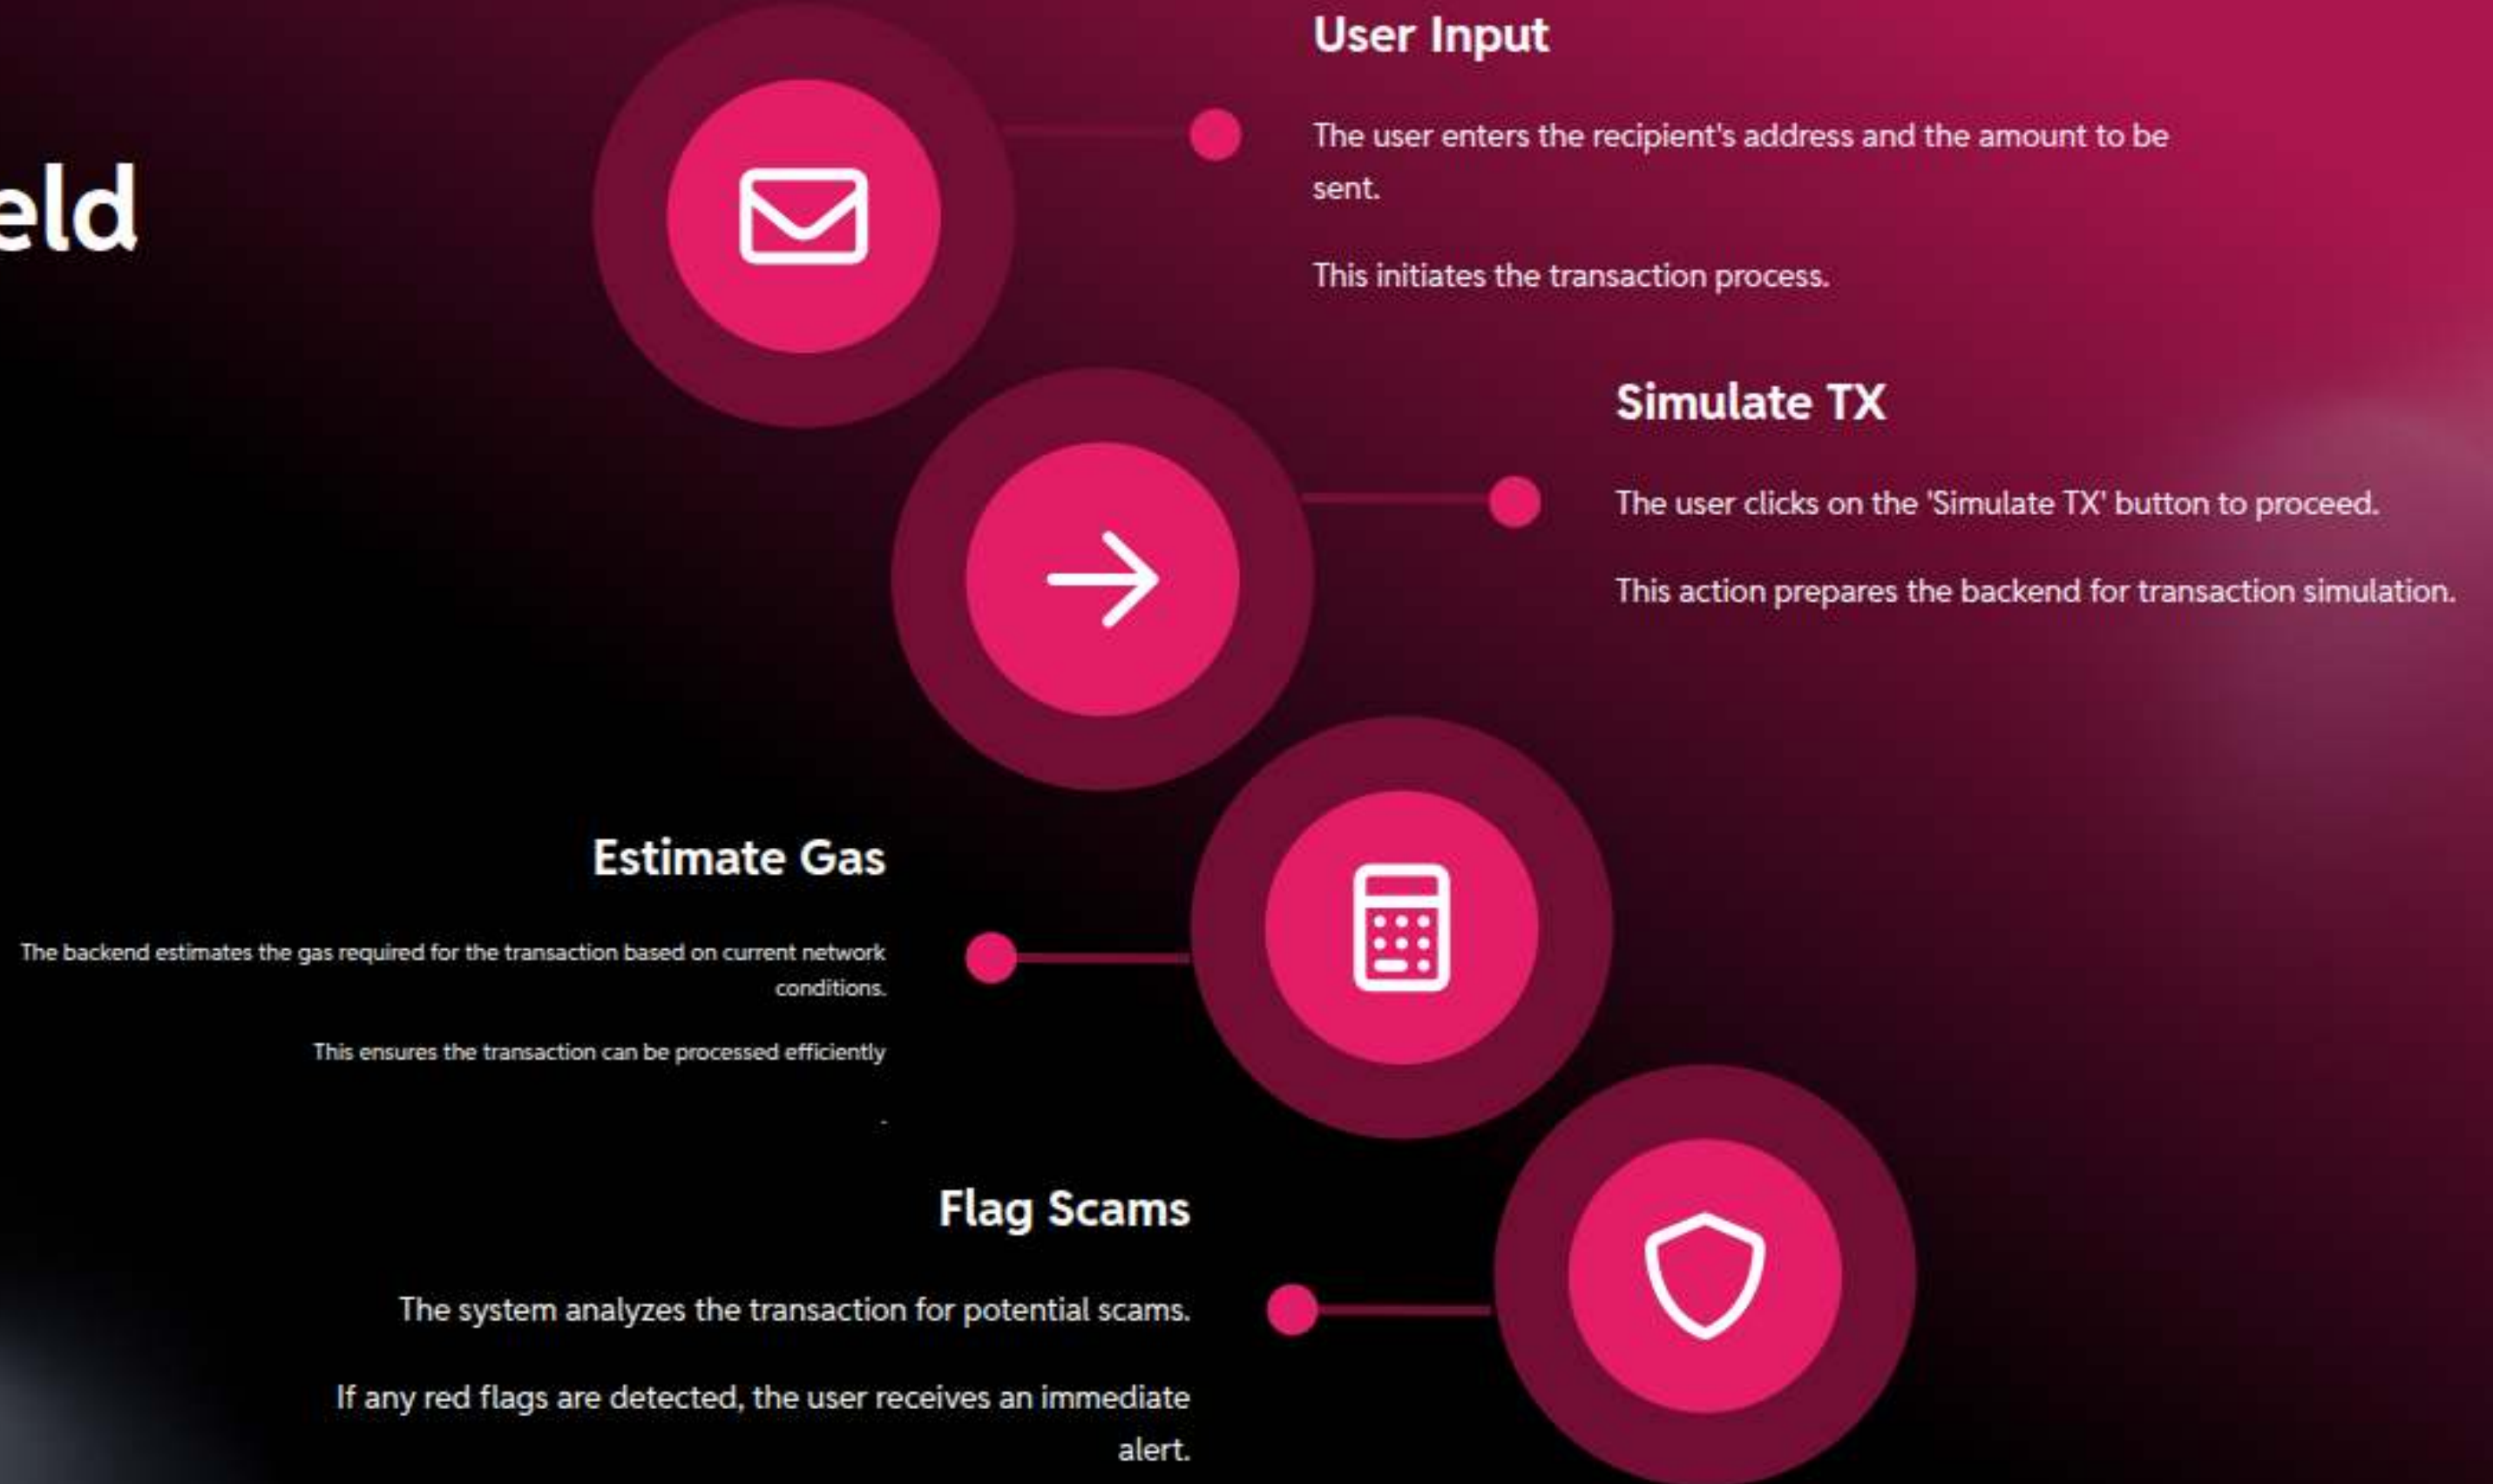 eld
User Input
The user enters the recipient's address and the amount to be
sent.
This initiates the transaction process.
Simulate TX
The user clicks on the 'Simulate TX' button to proceed.
This action prepares the backend for transaction simulation.
Estimate Gas
The backend estimates the gas required for the transaction based on current network
conditions.
This ensures the transaction can be processed efficiently
-
Flag Scams
The system analyzes the transaction for potential scams.
If any red flags are detected, the user receives an immediate
alert.